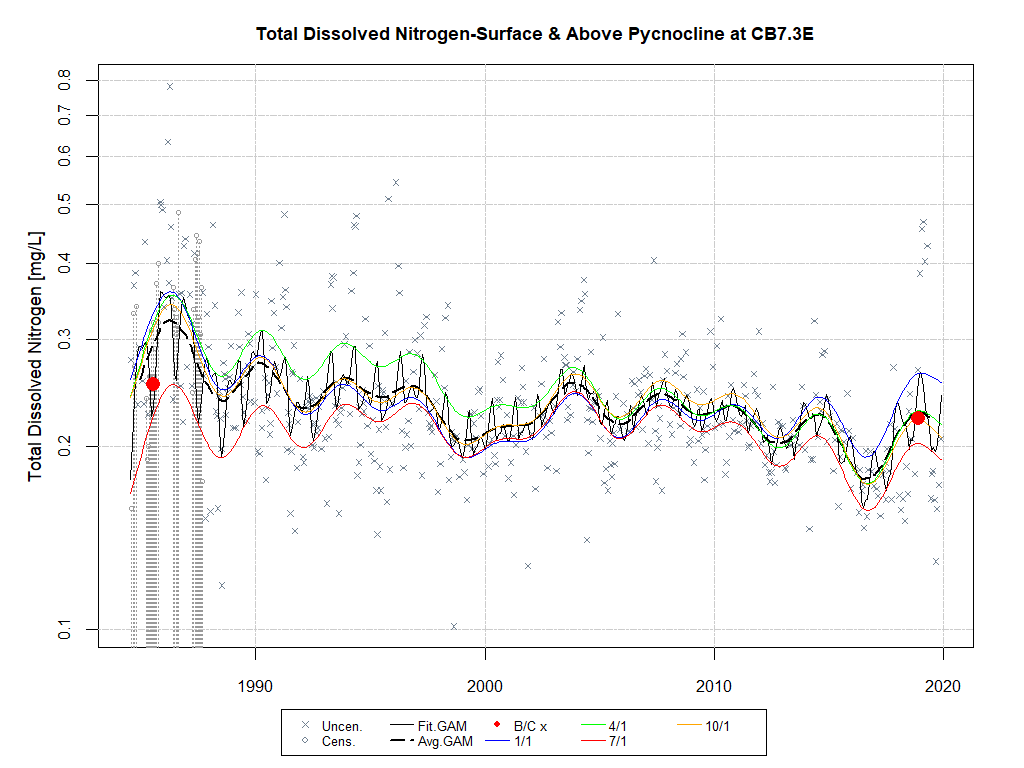 Total Dissolved Nitrogen-Surface & Above Pycnocline at CB7.3E
Total Dissolved Nitrogen [mg/L]
0.8
0.7
0.6
0.5
0.4
0.3
0.2
0.1
1990 2000 2010 2020
Uncen. Fit.GAM B/C x 4/1 10/1
Cens. Avg.GAM 1/1 7/1